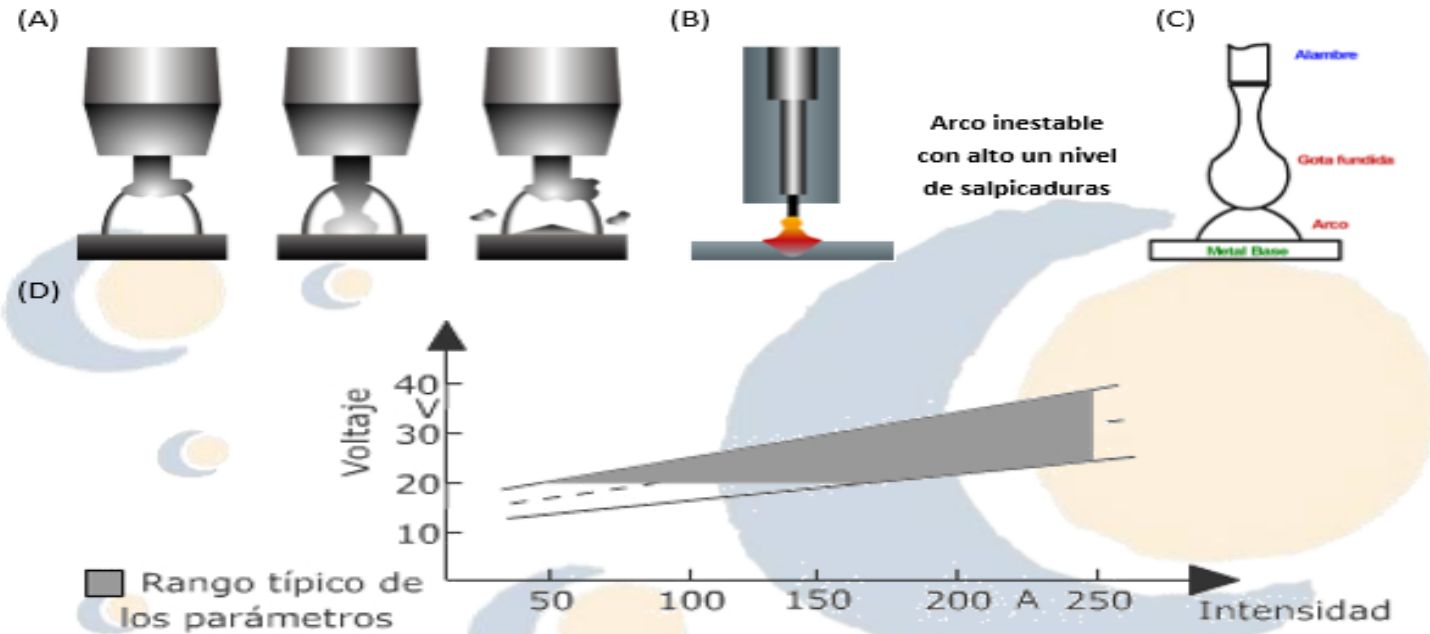 (A)
(B)
(C)
Alambre
Arco inestable
con alto un nivel
de salpicaduras
Gota fundida
Arco
Metal Base
(D)
Voltaje
40
V
30
20
10
50
100
150
200
A
250
Intensidad
Rango típico de
los parámetros